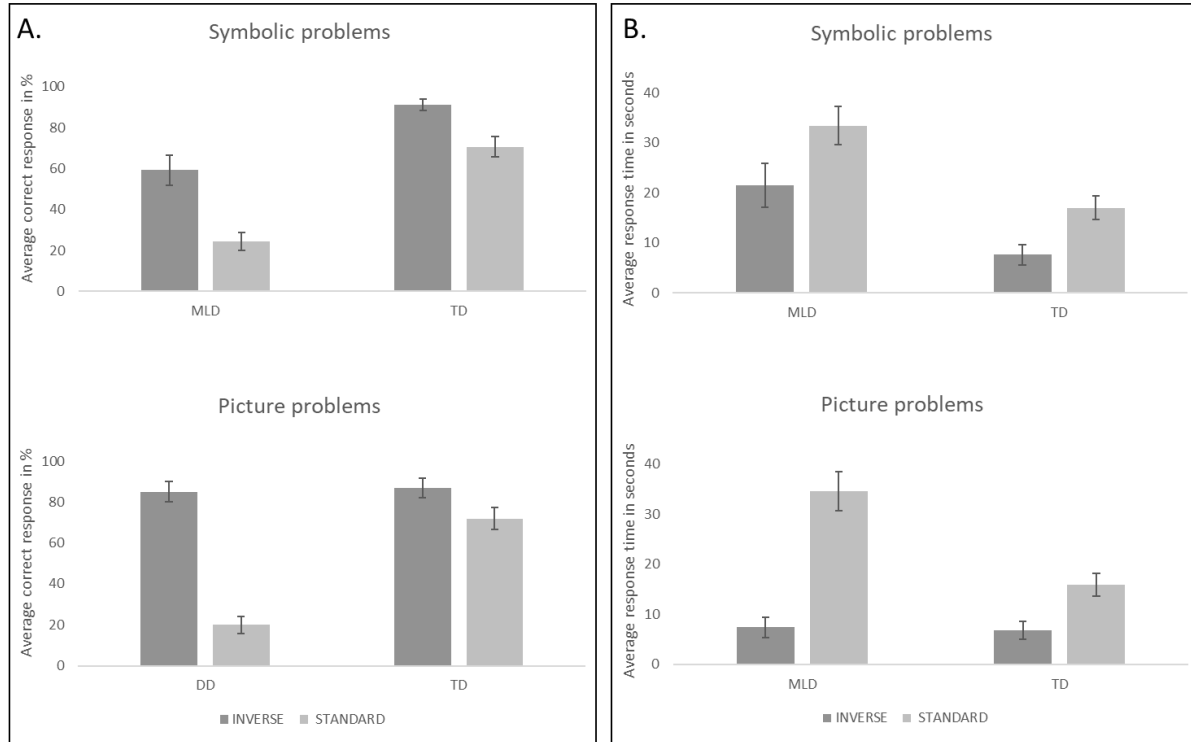 A.
Symbolic problems
Average correct response in %
100
80
60
40
20
0
MLD TD
Picture problems
Average correct response in %
100
80
60
40
20
0
DD TD
INVERSE STANDARD
B.
Symbolic problems
Average response time in seconds
40
30
20
10
0
MLD TD
Picture problems
Average response time in seconds
40
30
20
10
0
MLD TD
INVERSE STANDARD